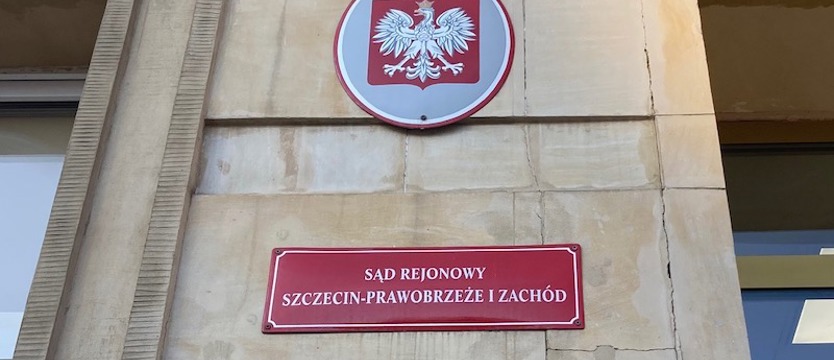 SĄD REJONOWY
SZCZECIN-PRAWOBRZEŻE I ZACHÓD